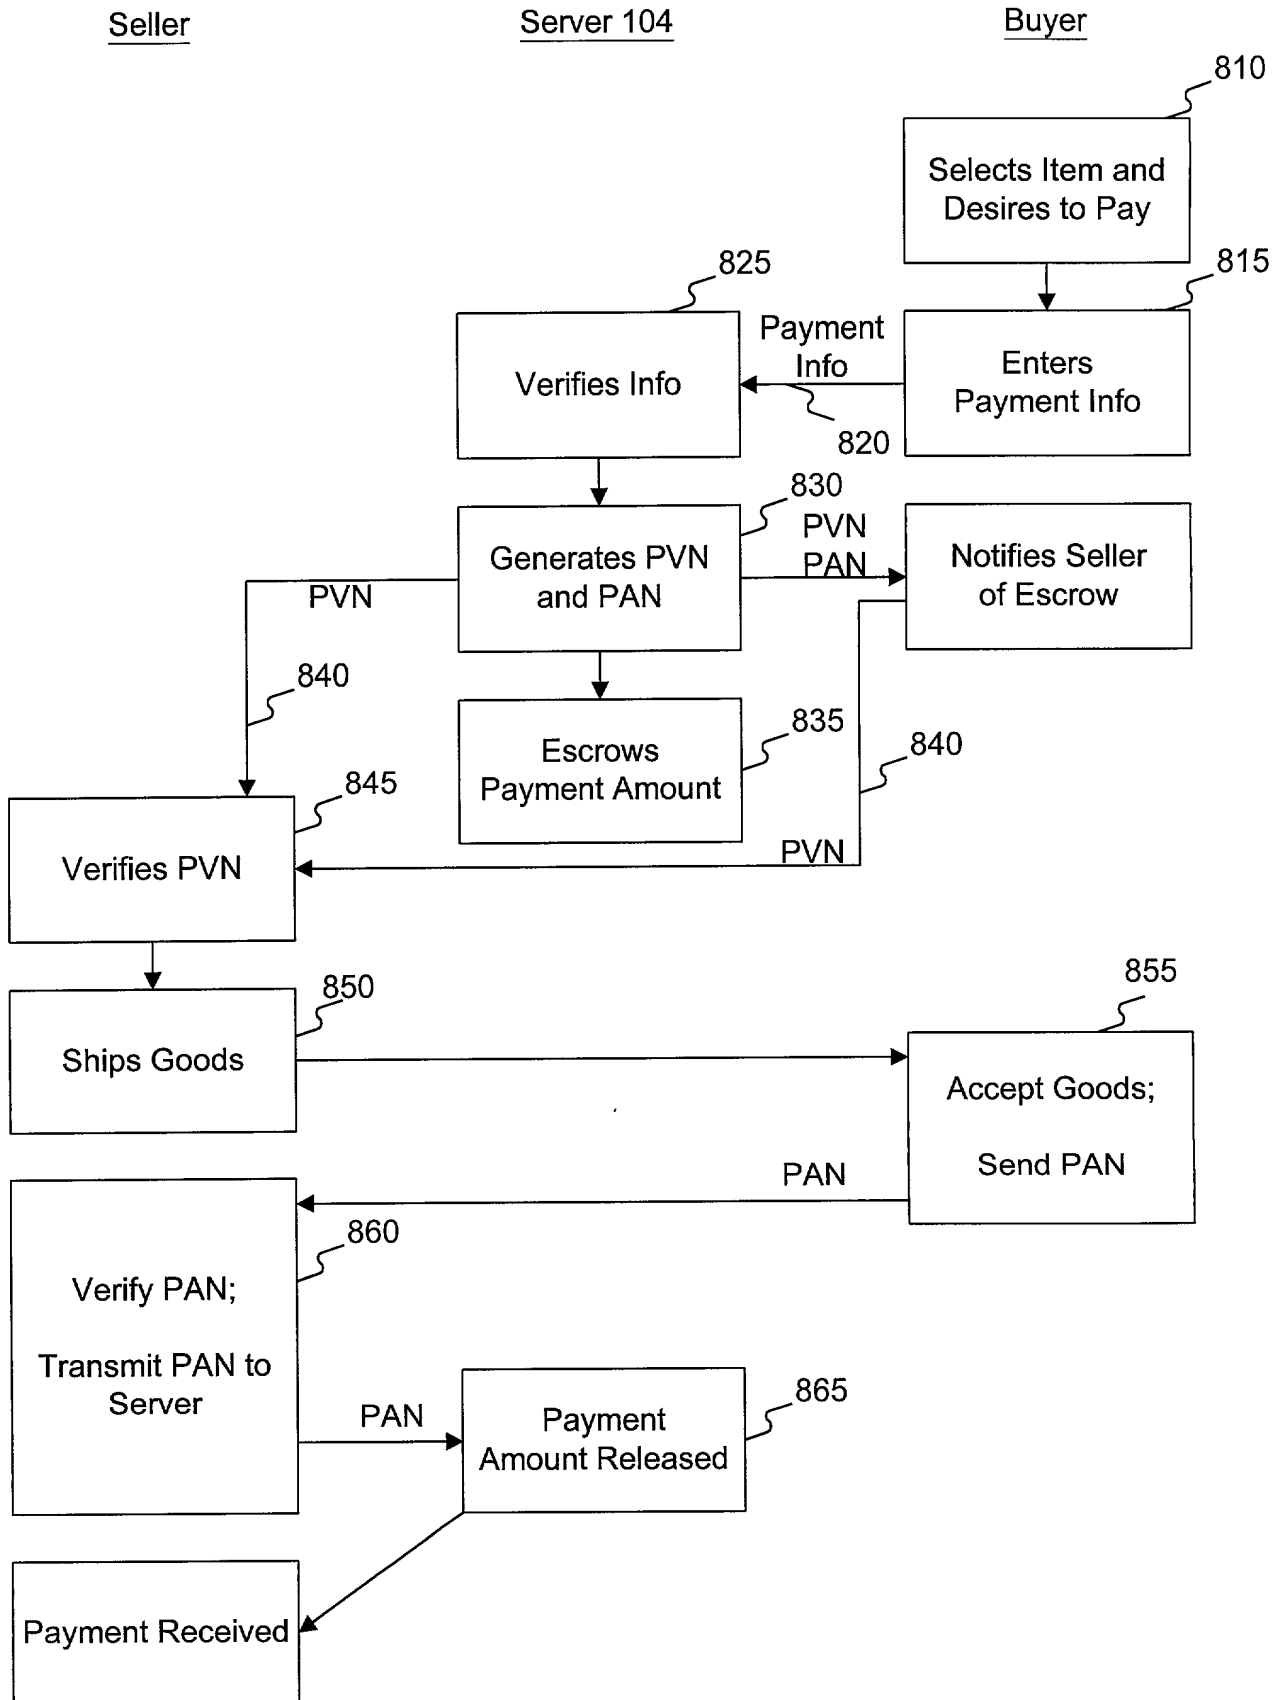 Seller
Server 104
Buyer
810
Selects Item and
Desires to Pay
815
825
Payment
Info
Enters
Payment Info
Verifies Info
820
830
PVN
PAN
Generates PVN
and PAN
Notifies Seller
of Escrow
PVN
840
835
Escrows
Payment Amount
840
845
Verifies PVN
PVN
850
Ships Goods
855
Accept Goods;
Send PAN
PAN
860
Verify PAN;
Transmit PAN to
Server
PAN
865
Payment
Amount Released
Payment Received